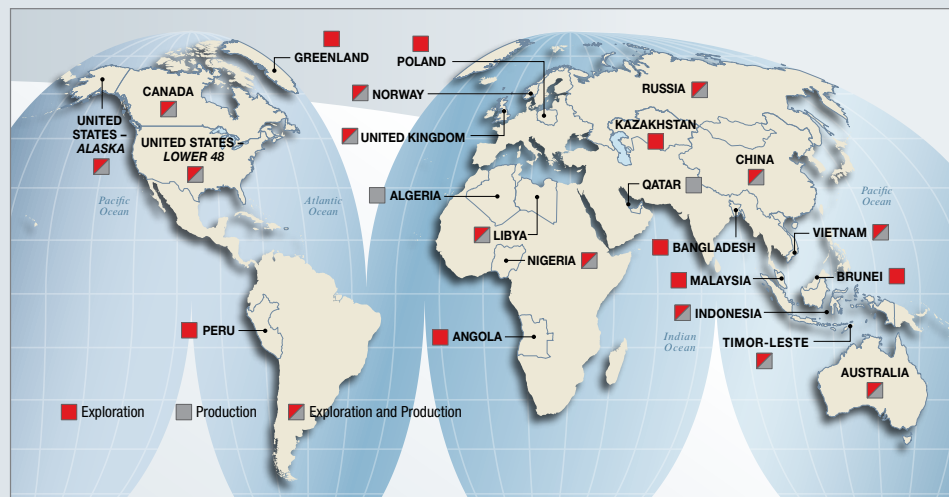 GREENLAND
POLAND
CANADA
NORWAY
RUSSIA
UNITED
STATES –
ALASKA
UNITED STATES –
LOWER 48
UNITED KINGDOM
KAZAKHSTAN
CHINA
Pacific
Ocean
Atlantic
Ocean
ALGERIA
QATAR
Pacific
Ocean
LIBYA
NIGERIA
BANGLADESH
VIETNAM
MALAYSIA
BRUNEI
INDONESIA
PERU
ANGOLA
Indian
Ocean
TIMOR-LESTE
AUSTRALIA
Exploration
Production
Exploration and Production